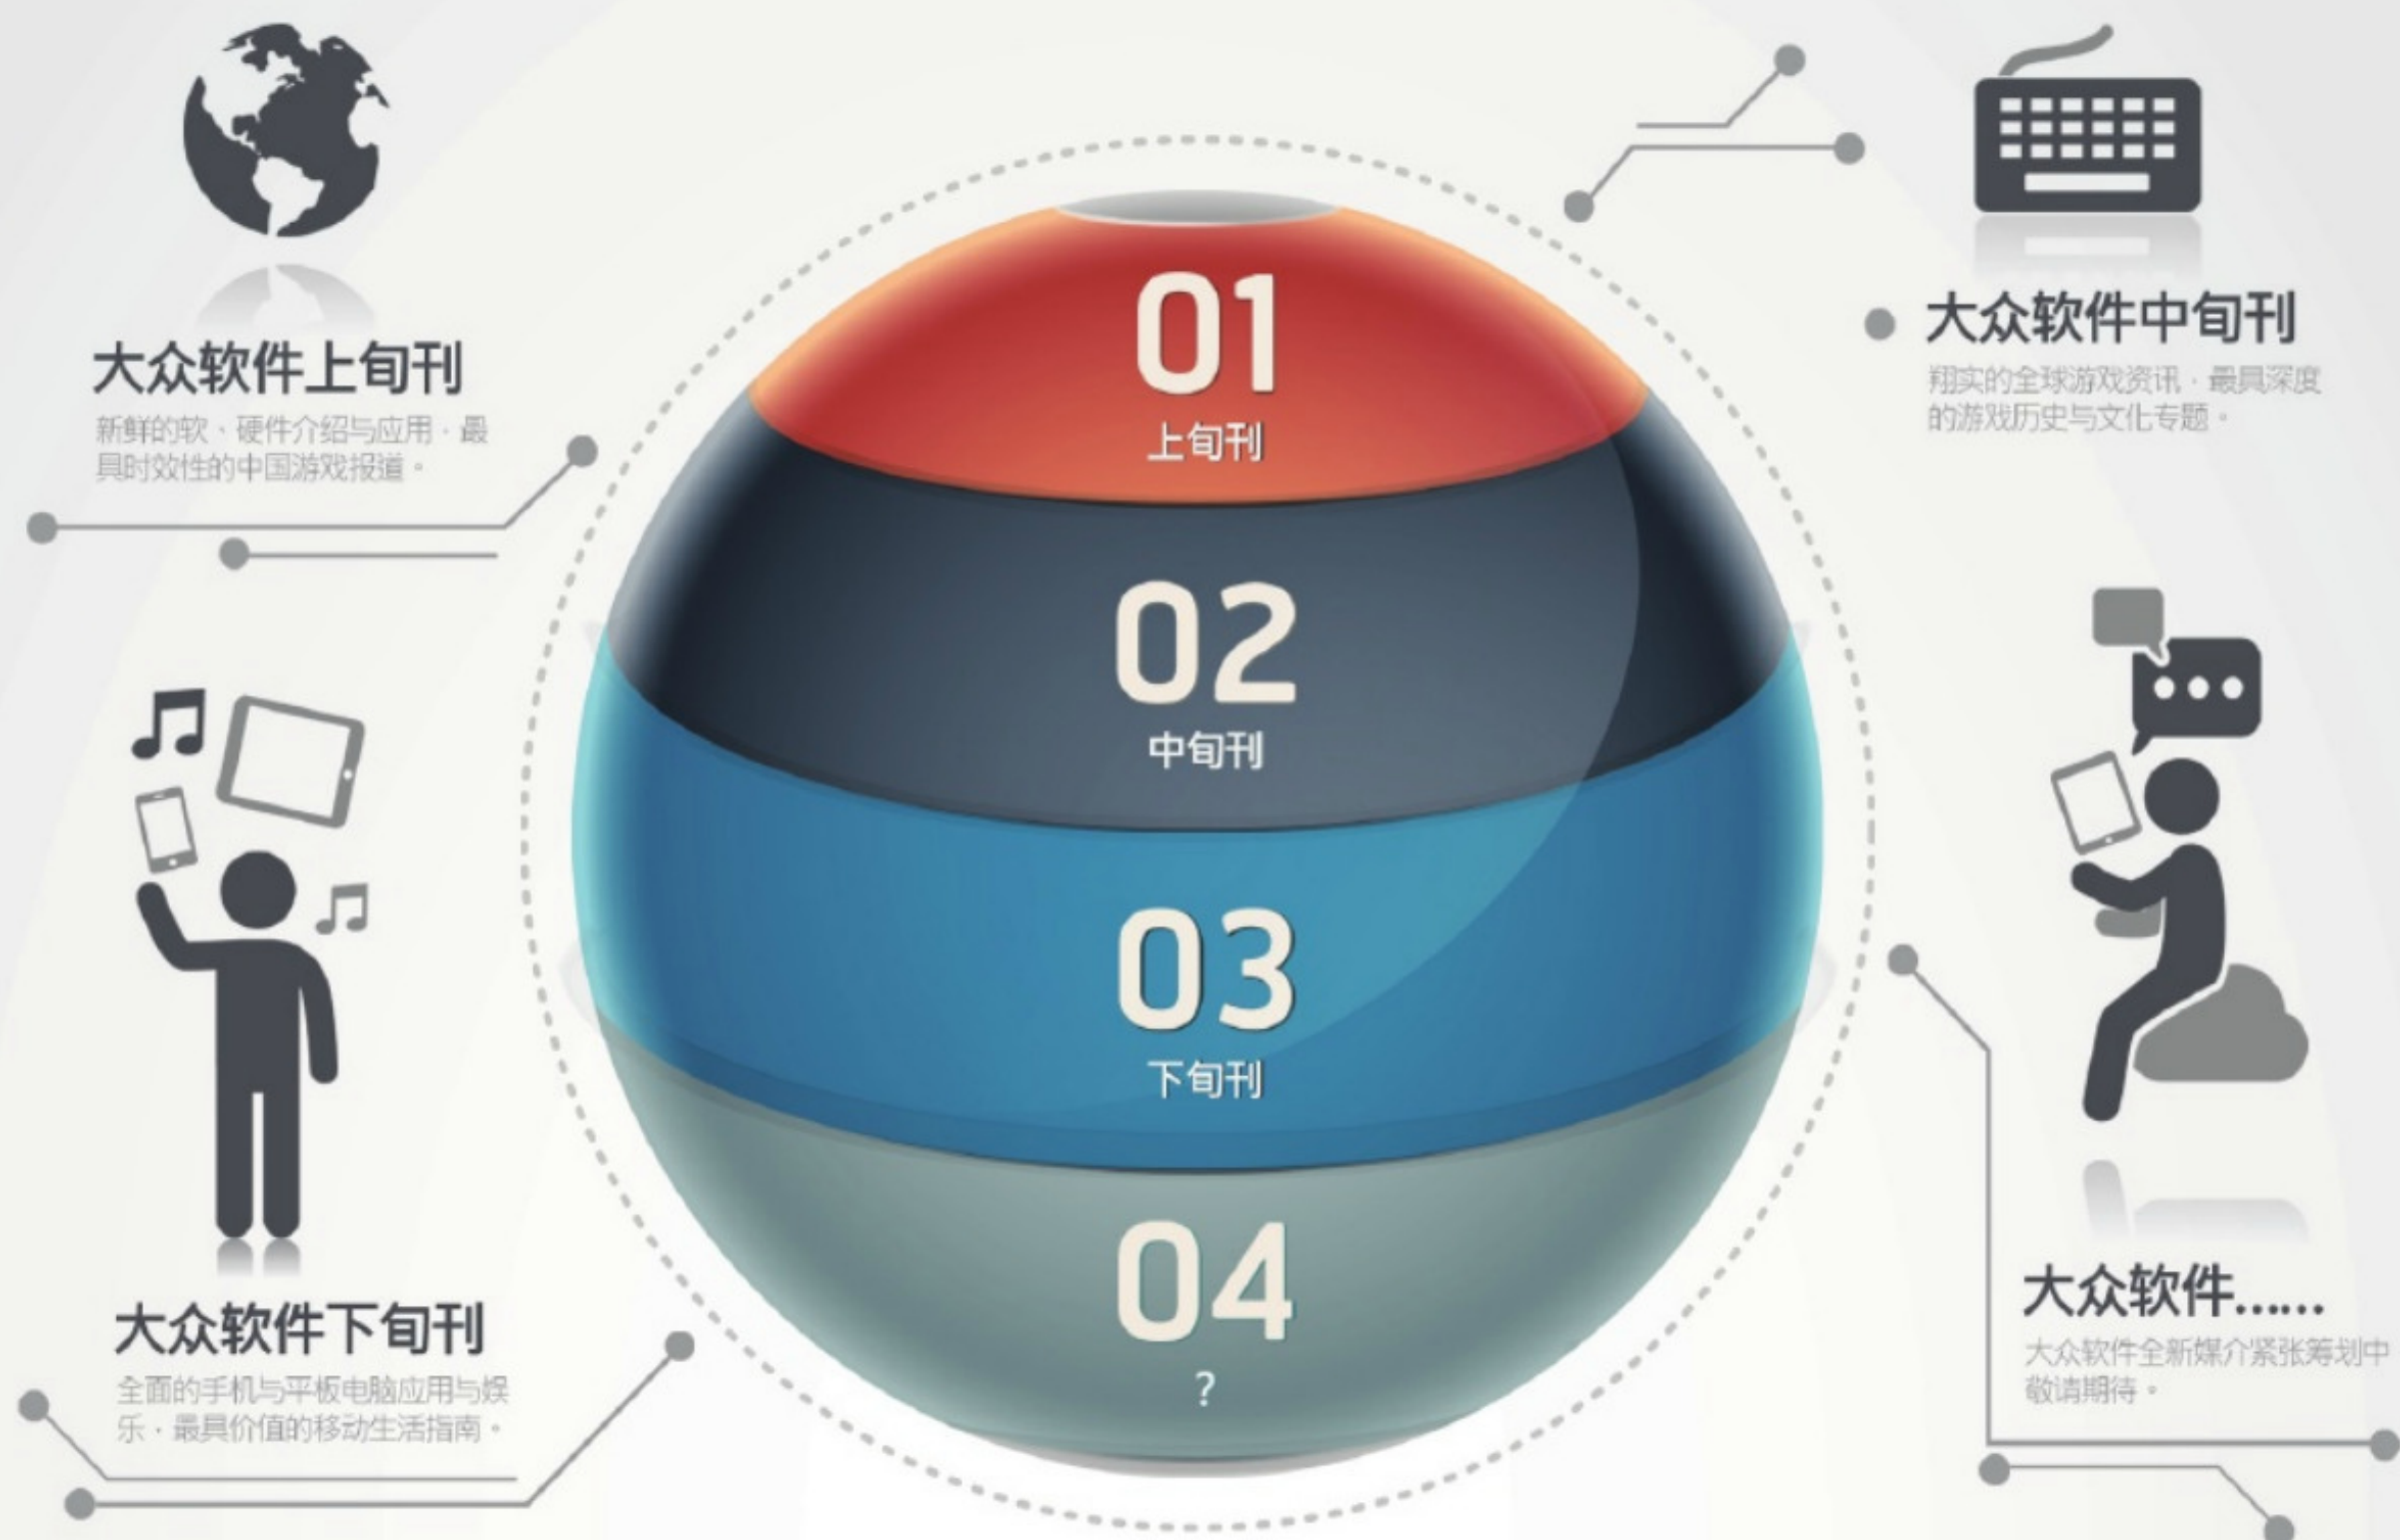 大众软件上旬刊
新鲜的软、硬件介绍与应用，最
具时效性的中国游戏报道。
大众软件中旬刊
翔实的全球游戏资讯，最具深度
的游戏历史与文化专题。
01
上旬刊
02
中旬刊
03
下旬刊
04
?
大众软件下旬刊
全面的手机与平板电脑应用与娱
乐，最具价值的移动生活指南。
大众软件……
大众软件全新媒介紧张筹划中
敬请期待。